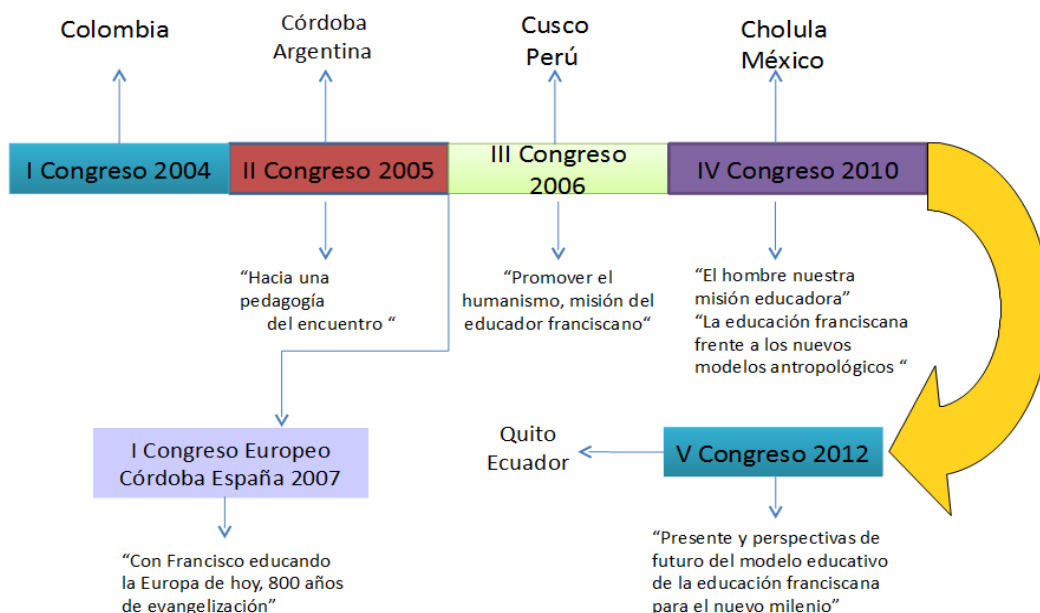 Colombia
Córdoba
Argentina
Cusco
Perú
Cholula
México
I Congreso 2004
II Congreso 2005
III Congreso
2006
IV Congreso 2010
“Hacia una
pedagogía
del encuentro “
“Promover el
humanismo, misión del
educador franciscano“
“El hombre nuestra
misión educadora”
“La educación franciscana
frente a los nuevos
modelos antropológicos “
I Congreso Europeo
Córdoba España 2007
Quito
Ecuador
V Congreso 2012
“Con Francisco educando
la Europa de hoy, 800 años
de evangelización”
“Presente y perspectivas de
futuro del modelo educativo
de la educación franciscana
para el nuevo milenio”